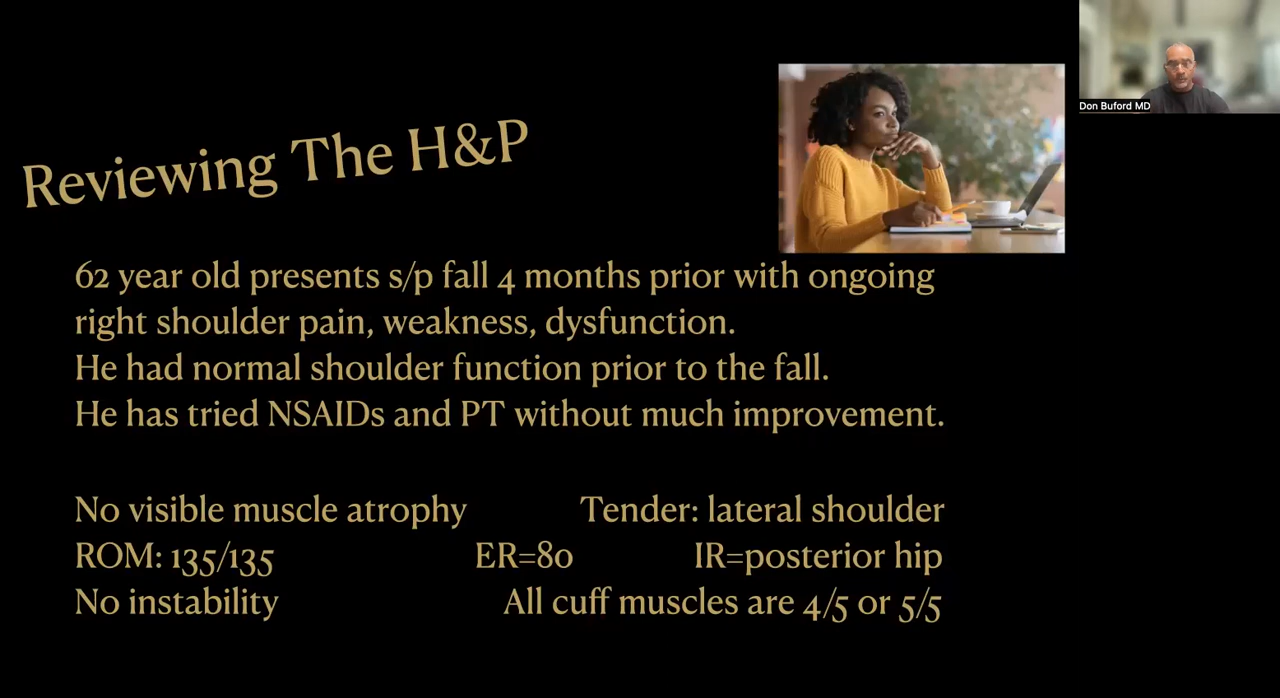 Don Buford MD
Reviewing The H&P
62 year old presents s/p fall 4 months prior with ongoing
right shoulder pain, weakness, dysfunction.
He had normal shoulder function prior to the fall.
He has tried NSAIDs and PT without much improvement.
No visible muscle atrophy Tender: lateral shoulder
ROM: 135/135 ER=80 IR=posterior hip
No instability All cuff muscles are 4/5 or 5/5